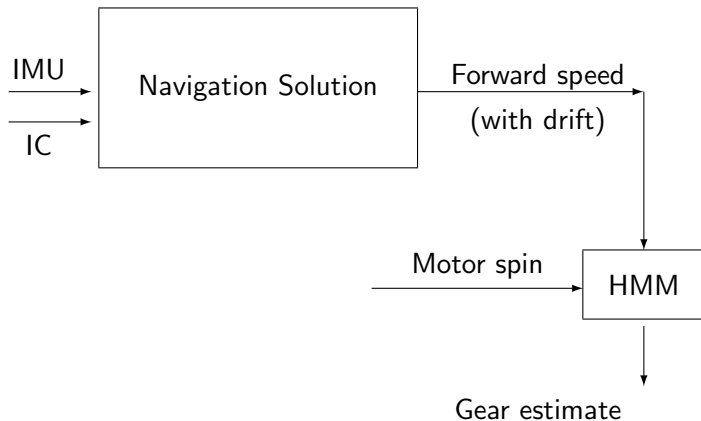 IMU
IC
Navigation Solution
Forward speed
(with drift)
Motor spin
HMM
Gear estimate